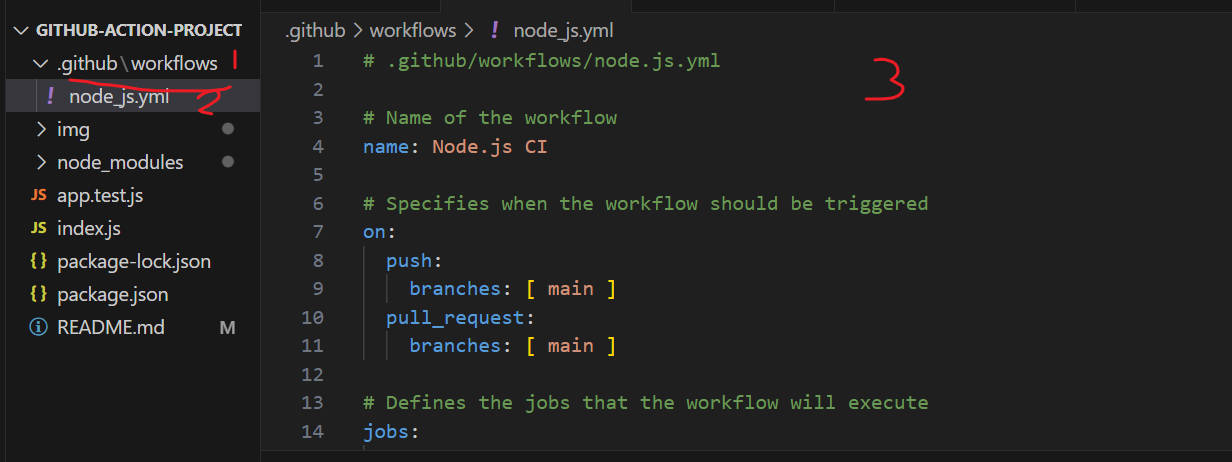 GITHUB-ACTION-PROJECT
.github\workflows 1
! node_js.yml 2
img
node_modules
JS app.test.js
JS index.js
{} package-lock.json
{} package.json
README.md M
.github > workflows > ! node_js.yml
1 # .github/workflows/node.js.yml
3
2
3 # Name of the workflow
4 name: Node.js CI
5
6 # Specifies when the workflow should be triggered
7 on:
8 push:
9 branches: [ main ]
10 pull_request:
11 branches: [ main ]
12
13 # Defines the jobs that the workflow will execute
14 jobs: